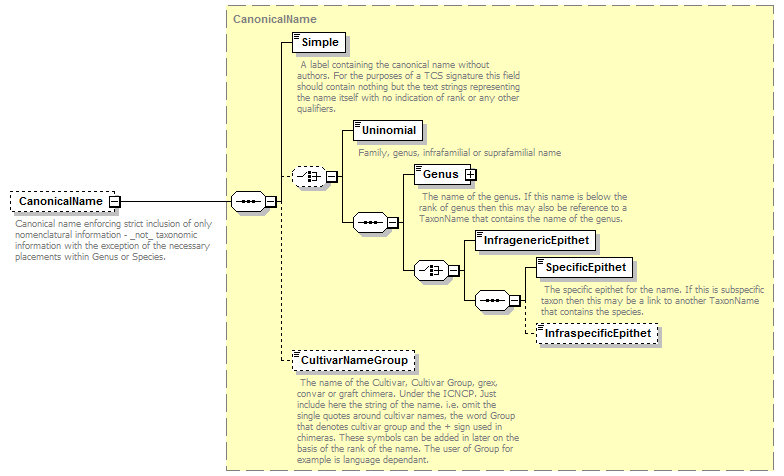 CanonicalName
Simple
A label containing the canonical name without
authors. For the purposes of a TCS signature this field
should contain nothing but the text strings representing
the name itself with no indication of rank or any other
qualifiers.
Uninomial
Family, genus, infrafamilial or suprafamilial name
Genus
The name of the genus. If this name is below the
rank of genus then this may also be reference to a
TaxonName that contains the name of the genus.
CanonicalName
Canonical name enforcing strict inclusion of only
nomenclatural information - _not_ taxonomic
information with the exception of the necessary
placements within Genus or Species.
InfragenericEpithet
SpecificEpithet
The specific epithet for the name. If this is subspecific
taxon then this may be a link to another TaxonName
that contains the species.
InfraspecificEpithet
CultivarNameGroup
The name of the Cultivar, Cultivar Group, grex,
convar or graft chimera. Under the ICNCP. Just
include here the string of the name. i.e. omit the
single quotes around cultivar names, the word Group
that denotes cultivar group and the + sign used in
chimeras. These symbols can be added in later on the
basis of the rank of the name. The user of Group for
example is language dependant.